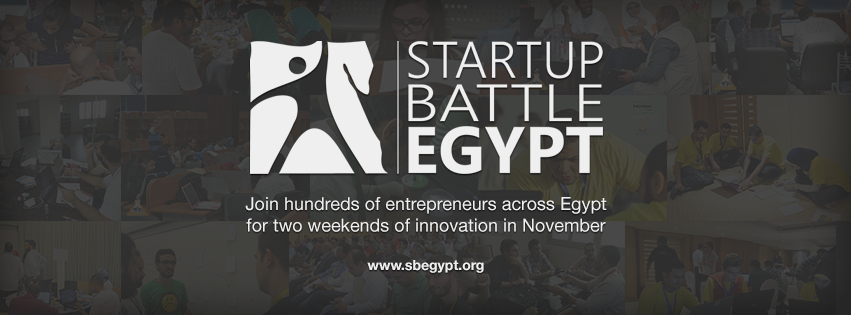 STARTUP
BATTLE
EGYPT
Join hundreds of entrepreneurs across Egypt
for two weekends of innovation in November
www.sbegypt.org